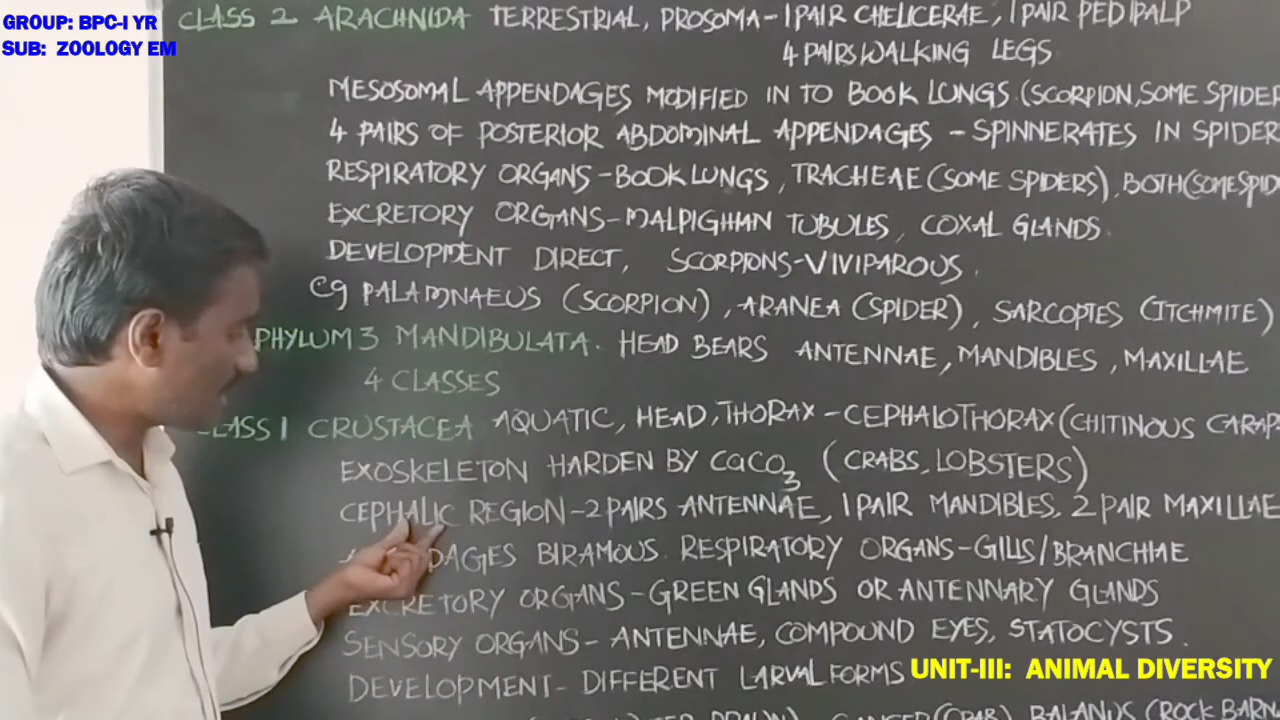 GROUP: BPC-I YR
SUB: ZOOLOGY EM
CLASS 2 ARACHNIDA TERRESTRIAL, PROSOMA - 1 PAIR CHELICERAE, 1 PAIR PEDIPALP
4 PAIRS WALKING LEGS
MESOSOMAL APPENDAGES MODIFIED IN TO BOOK LUNGS (SCORPION, SOME SPIDER
4 PAIRS OF POSTERIOR ABDOMINAL APPENDAGES - SPINNERATES IN SPIDER
RESPIRATORY ORGANS - BOOK LUNGS, TRACHEAE (SOME SPIDERS), BOTH (SOME SPID
EXCRETORY ORGANS - MALPIGHIAN TUBULES, COXAL GLANDS.
DEVELOPMENT DIRECT, SCORPIONS - VIVIPAROUS.
eg PALAMNAEUS (SCORPION), ARANEA (SPIDER), SARCOPTES (ITCHMITE)
PHYLUM 3 MANDIBULATA. HEAD BEARS ANTENNAE, MANDIBLES, MAXILLAE
4 CLASSES
LASS 1 CRUSTACEA AQUATIC, HEAD, THORAX - CEPHALOTHORAX (CHITINOUS CARAP
EXOSKELETON HARDEN BY CaCO3 (CRABS, LOBSTERS)
CEPHALIC REGION - 2 PAIRS ANTENNAE, 1 PAIR MANDIBLES, 2 PAIR MAXILLAE
DAGES BIRAMOUS. RESPIRATORY ORGANS - GILLS/BRANCHIAE
EXCRETORY ORGANS - GREEN GLANDS OR ANTENNARY GLANDS
SENSORY ORGANS - ANTENNAE, COMPOUND EYES, STATOCYSTS.
DEVELOPMENT - DIFFERENT LARVAL FORMS
UNIT-III: ANIMAL DIVERSITY
CANCER (CRAB) BALANUS (ROCK BARN